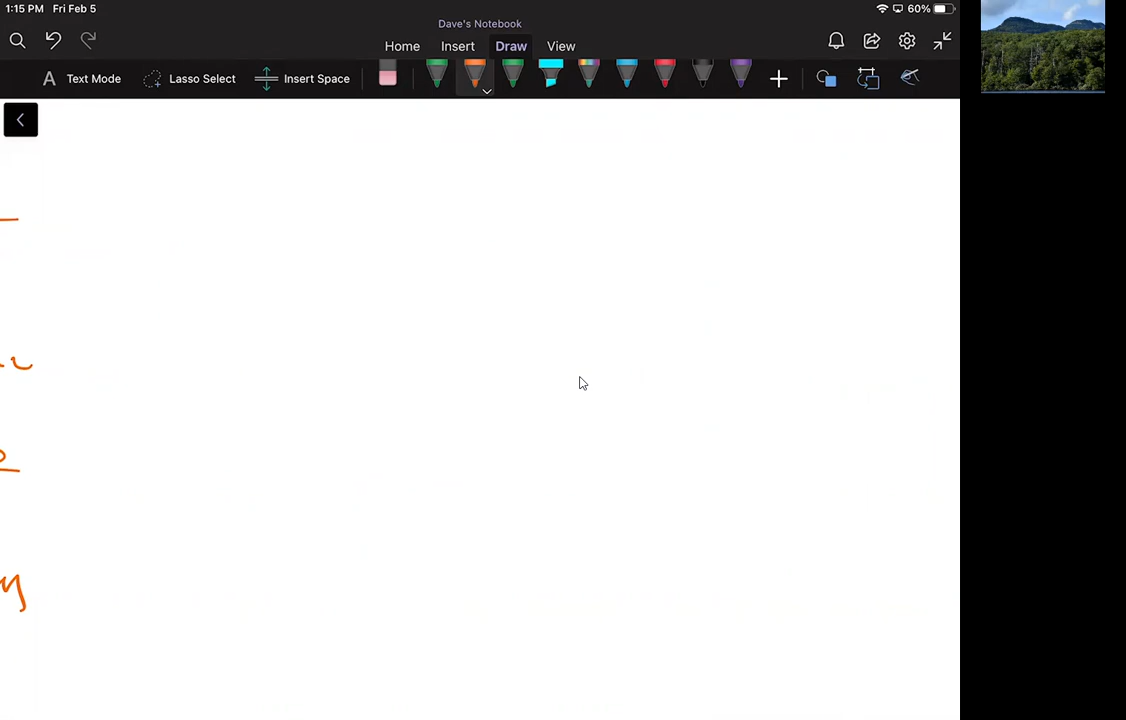 1:15 PM Fri Feb 5 60%
Dave's Notebook
Home Insert Draw View
A Text Mode Lasso Select Insert Space